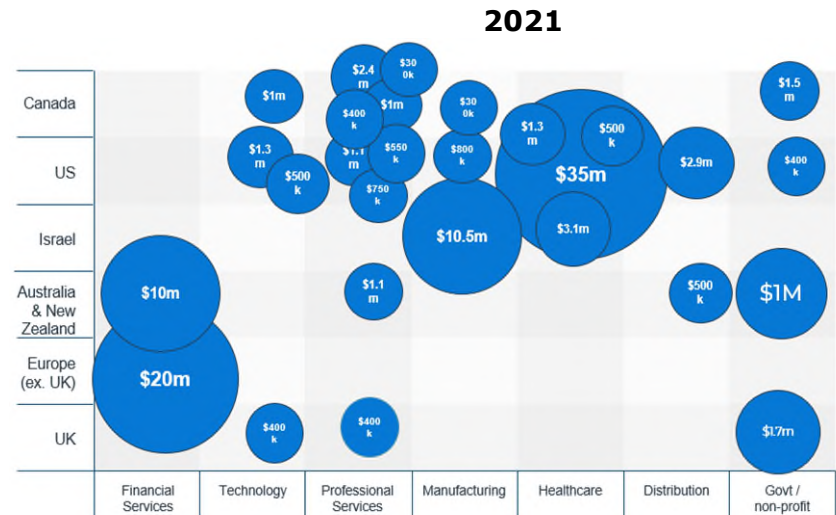 2021
Canada
US
Israel
Australia
& New
Zealand
Europe
(ex. UK)
UK
$2.4
m
$30
0k
$1m
$1m
$400
k
$30
0k
$1.3
m
$500
k
$1.5
m
$1.3
m
$500
k
$1.1
m
$550
k
$750
k
$800
k
$35m
$2.9m
$400
k
$10.5m
$3.1m
$10m
$1.1
m
$500
k
$1M
$20m
$400
k
$400
k
$1.7m
Financial
Services
Technology
Professional
Services
Manufacturing
Healthcare
Distribution
Govt /
non-profit